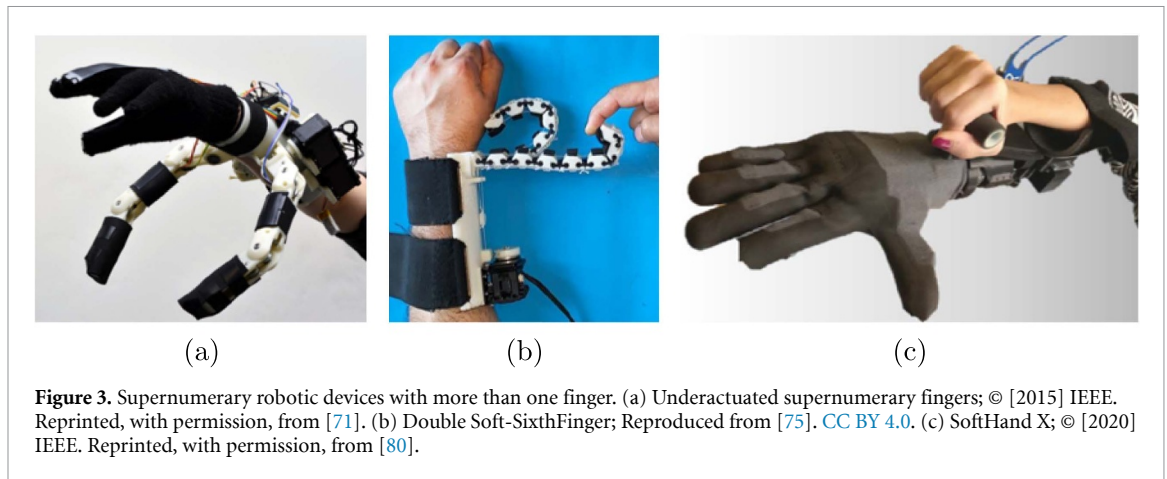 (a)
(b)
(c)
Figure 3. Supernumerary robotic devices with more than one finger. (a) Underactuated supernumerary fingers; © [2015] IEEE.
Reprinted, with permission, from [71]. (b) Double Soft-SixthFinger; Reproduced from [75]. CC BY 4.0. (c) SoftHand X; © [2020]
IEEE. Reprinted, with permission, from [80].